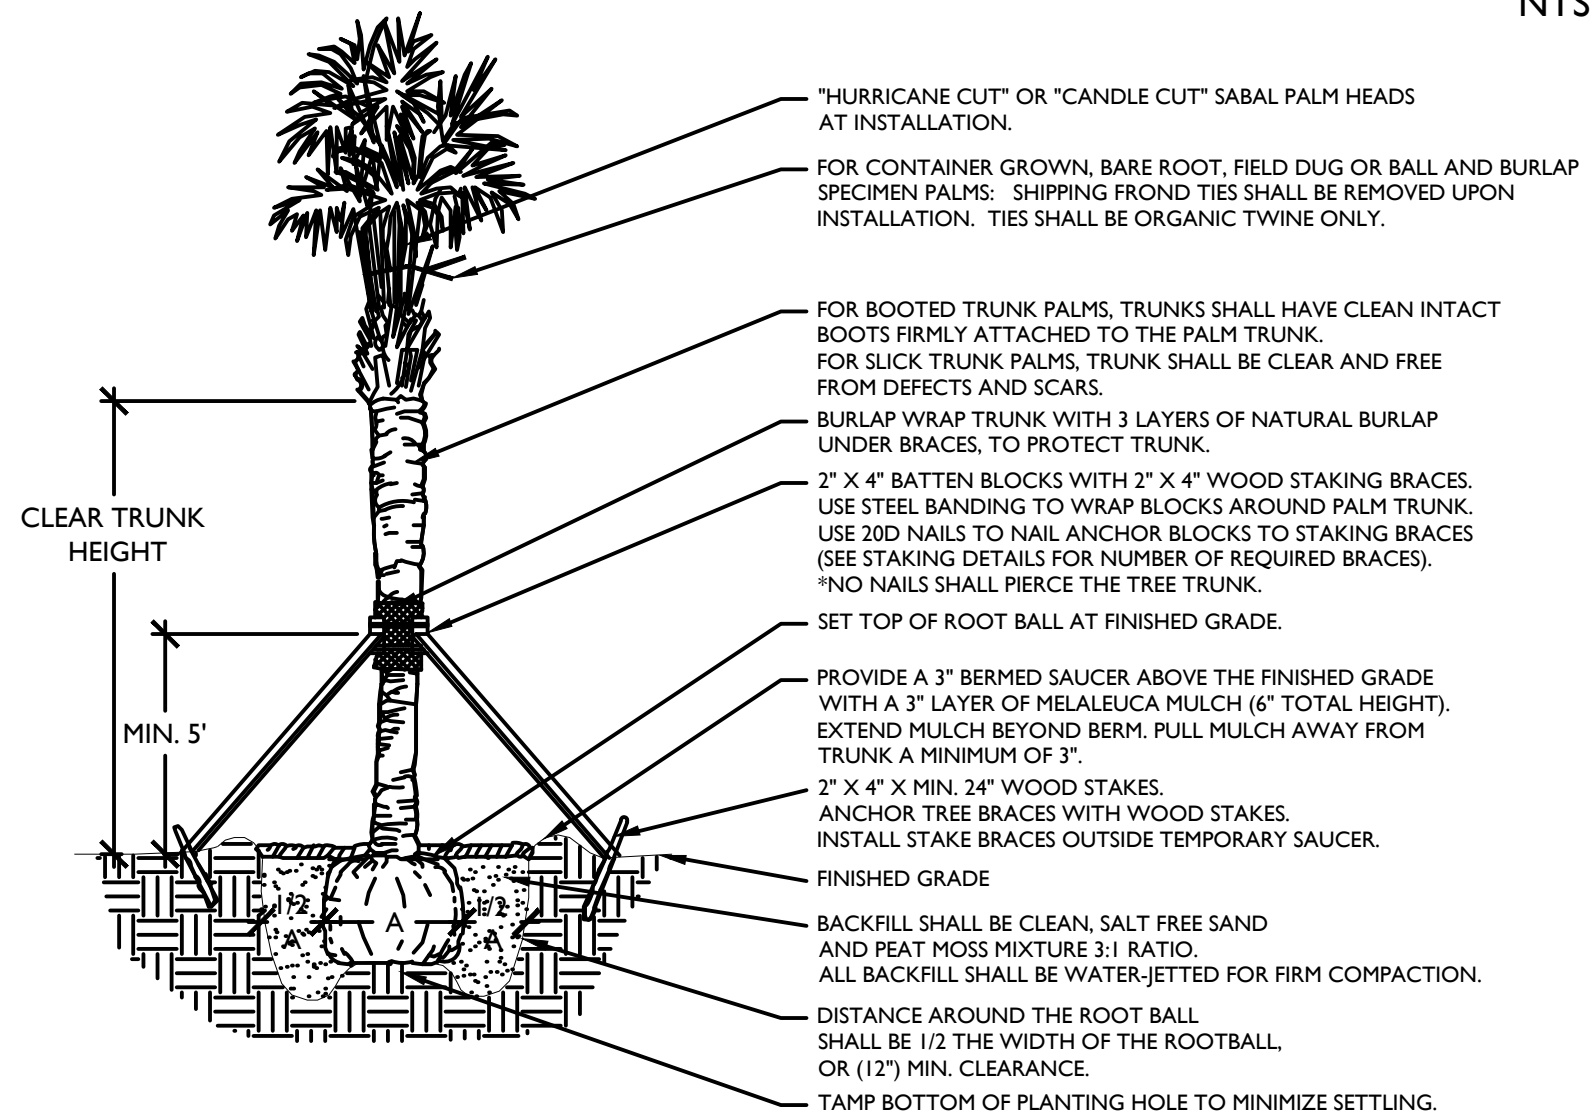 NTS
"HURRICANE CUT" OR "CANDLE CUT" SABAL PALM HEADS
AT INSTALLATION.
FOR CONTAINER GROWN, BARE ROOT, FIELD DUG OR BALL AND BURLAP
SPECIMEN PALMS: SHIPPING FROND TIES SHALL BE REMOVED UPON
INSTALLATION. TIES SHALL BE ORGANIC TWINE ONLY.
FOR BOOTED TRUNK PALMS, TRUNKS SHALL HAVE CLEAN INTACT
BOOTS FIRMLY ATTACHED TO THE PALM TRUNK.
FOR SLICK TRUNK PALMS, TRUNK SHALL BE CLEAR AND FREE
FROM DEFECTS AND SCARS.
BURLAP WRAP TRUNK WITH 3 LAYERS OF NATURAL BURLAP
UNDER BRACES, TO PROTECT TRUNK.
2" X 4" BATTEN BLOCKS WITH 2" X 4" WOOD STAKING BRACES.
USE STEEL BANDING TO WRAP BLOCKS AROUND PALM TRUNK.
USE 20D NAILS TO NAIL ANCHOR BLOCKS TO STAKING BRACES
(SEE STAKING DETAILS FOR NUMBER OF REQUIRED BRACES).
*NO NAILS SHALL PIERCE THE TREE TRUNK.
SET TOP OF ROOT BALL AT FINISHED GRADE.
PROVIDE A 3" BERMED SAUCER ABOVE THE FINISHED GRADE
WITH A 3" LAYER OF MELALEUCA MULCH (6" TOTAL HEIGHT).
EXTEND MULCH BEYOND BERM. PULL MULCH AWAY FROM
TRUNK A MINIMUM OF 3".
2" X 4" X MIN. 24" WOOD STAKES.
ANCHOR TREE BRACES WITH WOOD STAKES.
INSTALL STAKE BRACES OUTSIDE TEMPORARY SAUCER.
FINISHED GRADE
BACKFILL SHALL BE CLEAN, SALT FREE SAND
AND PEAT MOSS MIXTURE 3:1 RATIO.
ALL BACKFILL SHALL BE WATER-JETTED FOR FIRM COMPACTION.
DISTANCE AROUND THE ROOT BALL
SHALL BE 1/2 THE WIDTH OF THE ROOTBALL,
OR (12") MIN. CLEARANCE.
TAMP BOTTOM OF PLANTING HOLE TO MINIMIZE SETTLING.
CLEAR TRUNK
HEIGHT
MIN. 5'
1/2
A
A
1/2
A